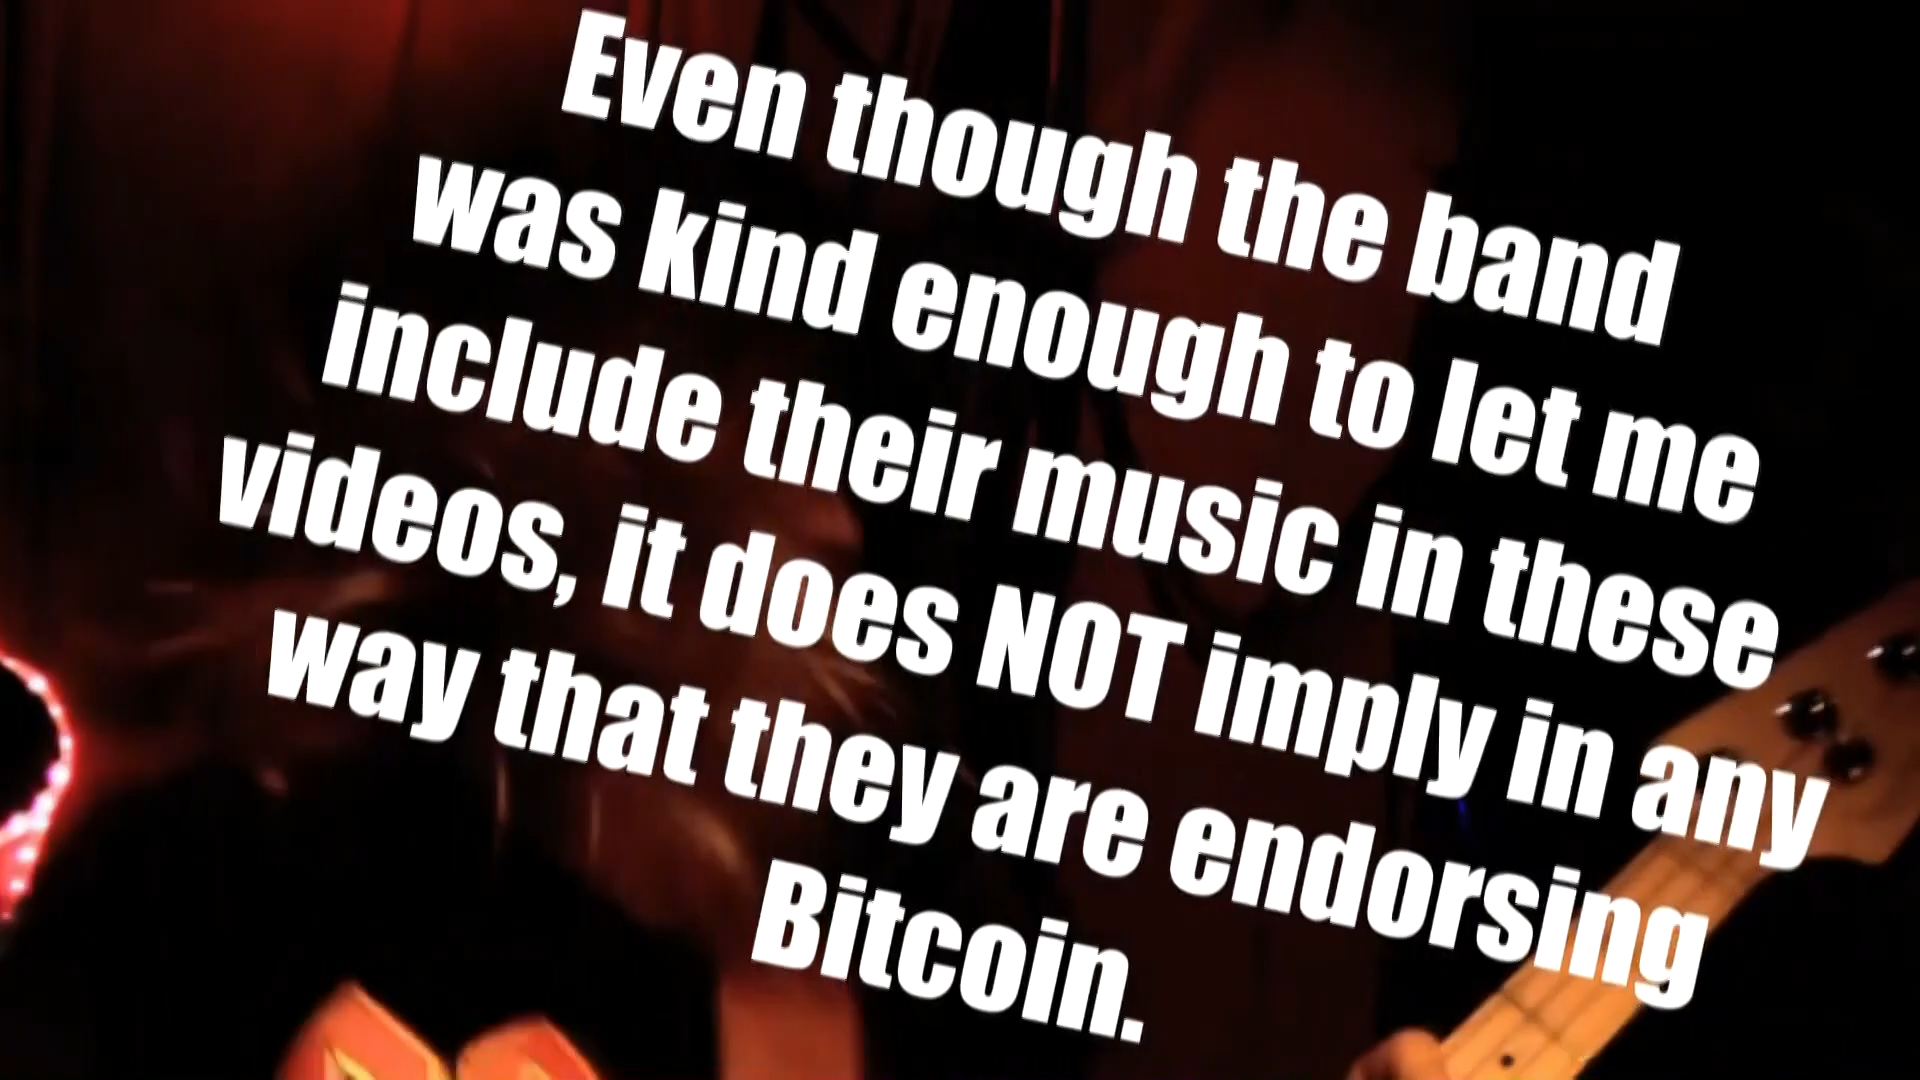 Even though the band
was kind enough to let me
include their music in these
videos, it does NOT imply in any
way that they are endorsing
Bitcoin.